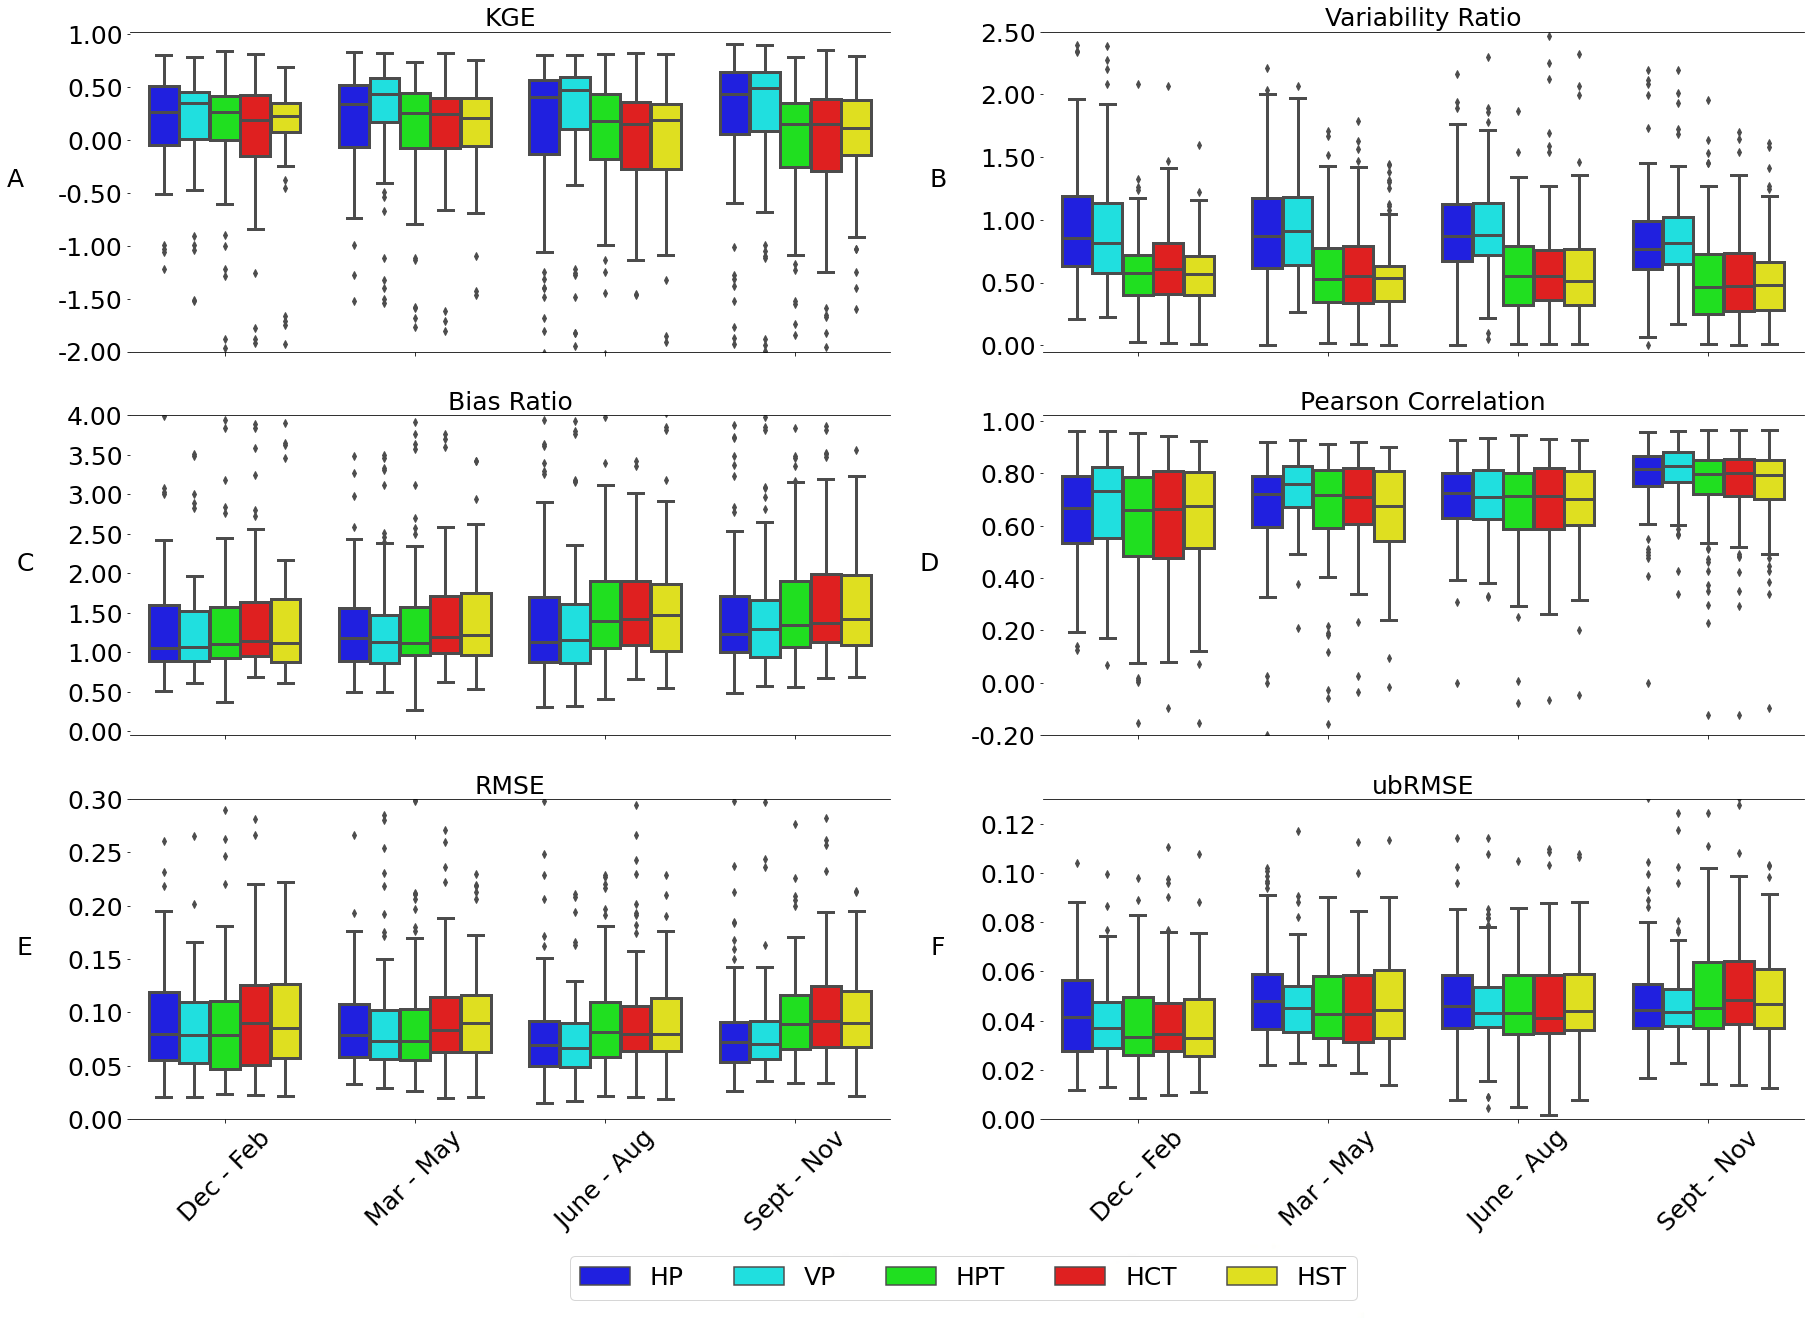 KGE
Variability Ratio
A
1.00
0.50
0.00
-0.50
-1.00
-1.50
-2.00
B
2.50
2.00
1.50
1.00
0.50
0.00
Bias Ratio
Pearson Correlation
C
4.00
3.50
3.00
2.50
2.00
1.50
1.00
0.50
0.00
D
1.00
0.80
0.60
0.40
0.20
0.00
-0.20
RMSE
ubRMSE
E
0.30
0.25
0.20
0.15
0.10
0.05
0.00
F
0.12
0.10
0.08
0.06
0.04
0.02
0.00
Dec - Feb
Mar - May
June - Aug
Sept - Nov
Dec - Feb
Mar - May
June - Aug
Sept - Nov
HP VP HPT HCT HST